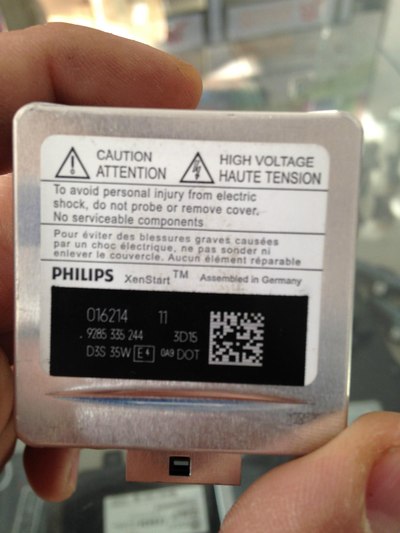 CAUTION
ATTENTION
HIGH VOLTAGE
HAUTE TENSION
To avoid personal injury from electric
shock, do not probe or remove cover.
No serviceable components
Pour éviter des blessures graves causées
par un choc électrique, ne pas sonder ni
enlever le couvercle. Aucun élément réparable
PHILIPS XenStart™ Assembled in Germany
016214 11
.9285 335 244 3D15
D3S 35W E4 0A9 DOT